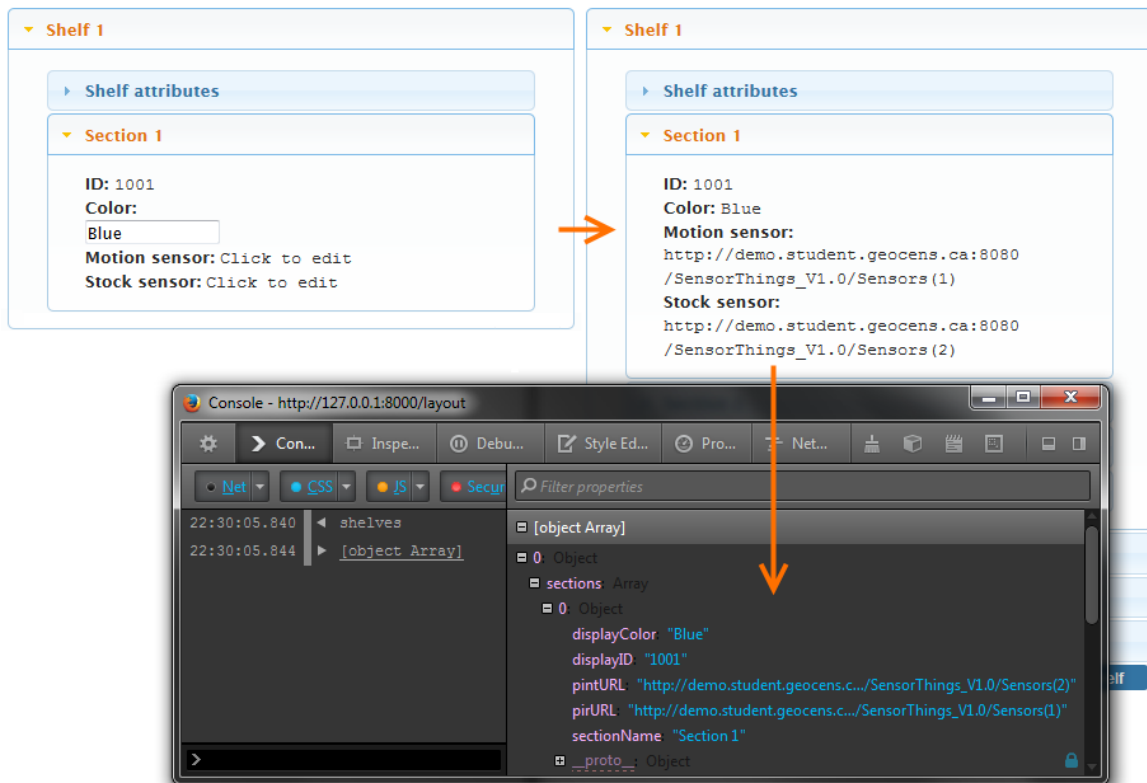 Shelf 1
Shelf attributes
Section 1
ID: 1001
Color:
Blue
Motion sensor: Click to edit
Stock sensor: Click to edit
Shelf 1
Shelf attributes
Section 1
ID: 1001
Color: Blue
Motion sensor:
http://demo.student.geocens.ca:8080
/SensorThings_V1.0/Sensors(1)
Stock sensor:
http://demo.student.geocens.ca:8080
/SensorThings_V1.0/Sensors(2)
Console - http://127.0.0.1:8000/layout
Con... Inspe... Debu... Style Ed... Pro... Net...
Net CSS JS Secur
Filter properties
22:30:05.840 shelves
22:30:05.844 [object Array]
[object Array]
0: Object
sections: Array
0: Object
displayColor: "Blue"
displayID: "1001"
pintURL: "http://demo.student.geocens.c.../SensorThings_V1.0/Sensors(2)"
pirURL: "http://demo.student.geocens.c.../SensorThings_V1.0/Sensors(1)"
sectionName: "Section 1"
__proto__: Object
elf